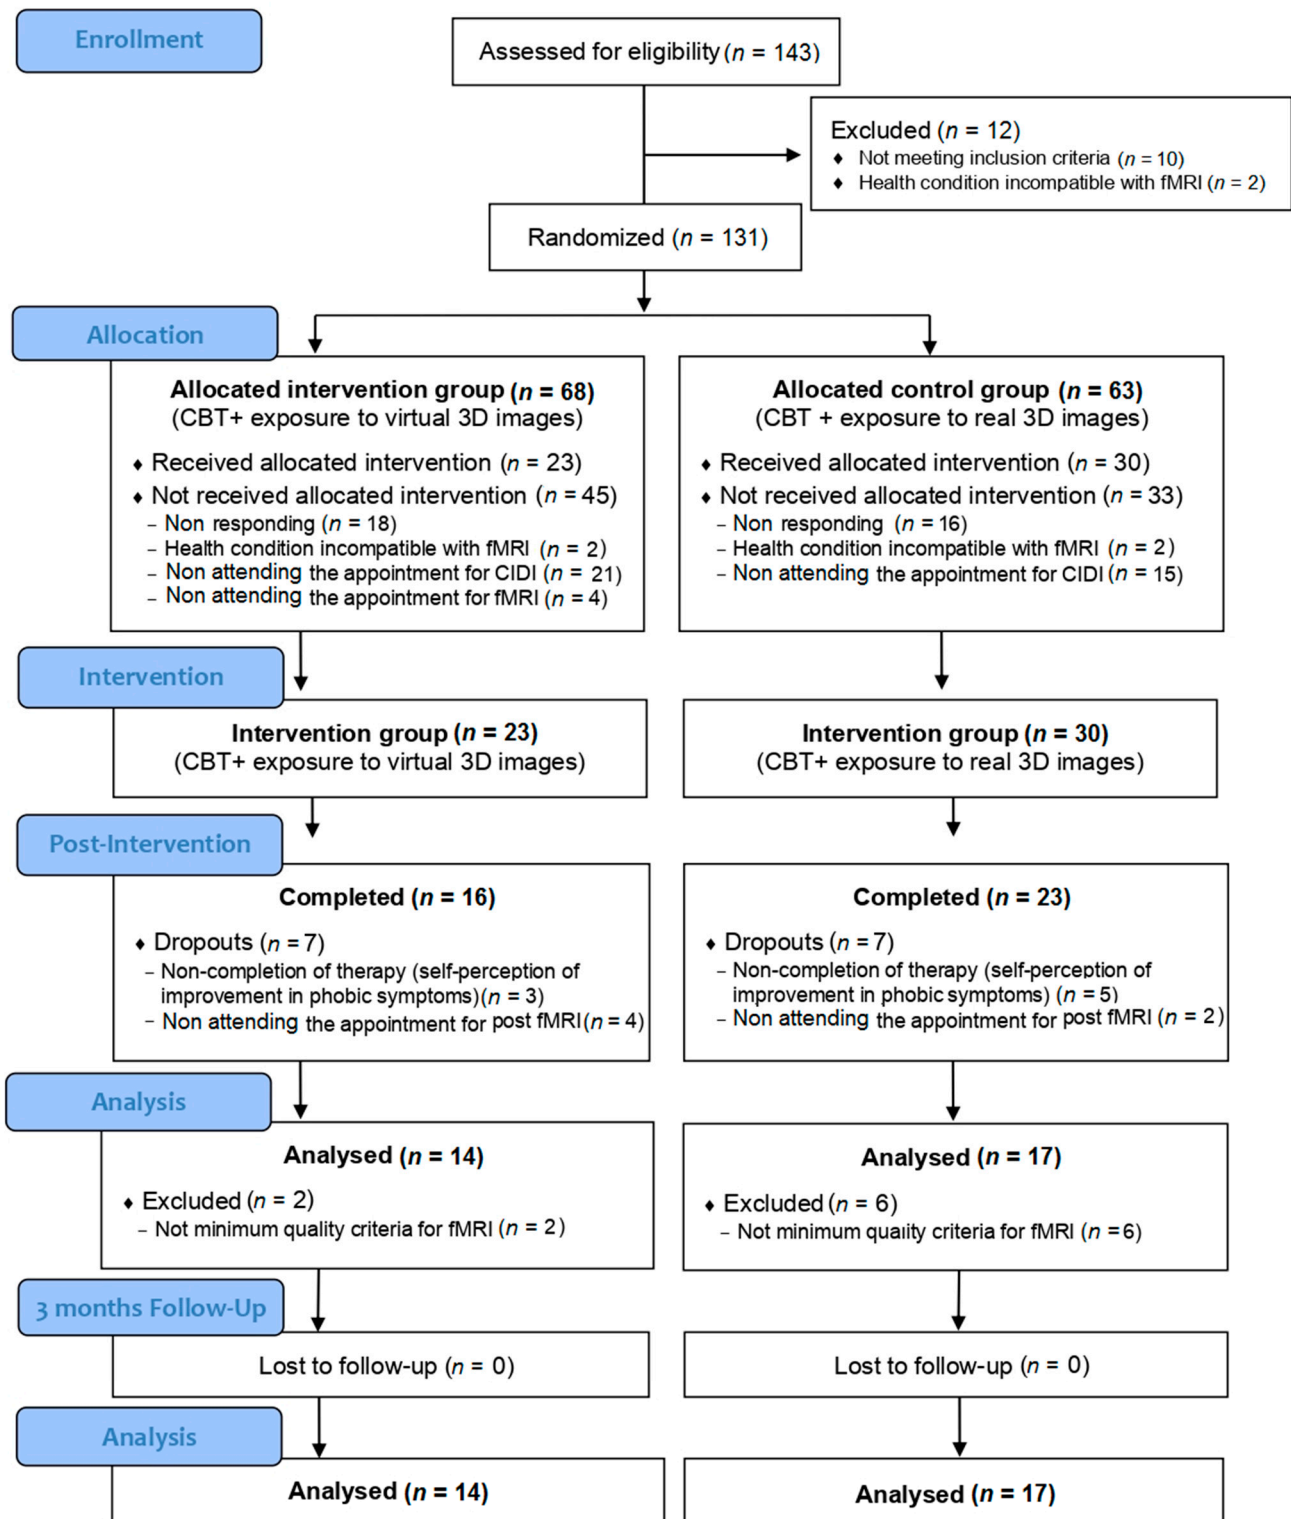 Enrollment
Assessed for eligibility (n = 143)
Excluded (n = 12)
♦ Not meeting inclusion criteria (n = 10)
♦ Health condition incompatible with fMRI (n = 2)
Randomized (n = 131)
Allocation
Allocated intervention group (n = 68)
(CBT+ exposure to virtual 3D images)
♦ Received allocated intervention (n = 23)
♦ Not received allocated intervention (n = 45)
– Non responding (n = 18)
– Health condition incompatible with fMRI (n = 2)
– Non attending the appointment for CIDI (n = 21)
– Non attending the appointment for fMRI (n = 4)
Allocated control group (n = 63)
(CBT + exposure to real 3D images)
♦ Received allocated intervention (n = 30)
♦ Not received allocated intervention (n = 33)
– Non responding (n = 16)
– Health condition incompatible with fMRI (n = 2)
– Non attending the appointment for CIDI (n = 15)
Intervention
Intervention group (n = 23)
(CBT+ exposure to virtual 3D images)
Intervention group (n = 30)
(CBT+ exposure to real 3D images)
Post-Intervention
Completed (n = 16)
♦ Dropouts (n = 7)
– Non-completion of therapy (self-perception of
improvement in phobic symptoms)(n = 3)
– Non attending the appointment for post fMRI (n = 4)
Completed (n = 23)
♦ Dropouts (n = 7)
– Non-completion of therapy (self-perception of
improvement in phobic symptoms) (n = 5)
– Non attending the appointment for post fMRI (n = 2)
Analysis
Analysed (n = 14)
♦ Excluded (n = 2)
– Not minimum quality criteria for fMRI (n = 2)
Analysed (n = 17)
♦ Excluded (n = 6)
– Not minimum quality criteria for fMRI (n = 6)
3 months Follow-Up
Lost to follow-up (n = 0)
Lost to follow-up (n = 0)
Analysis
Analysed (n = 14)
Analysed (n = 17)